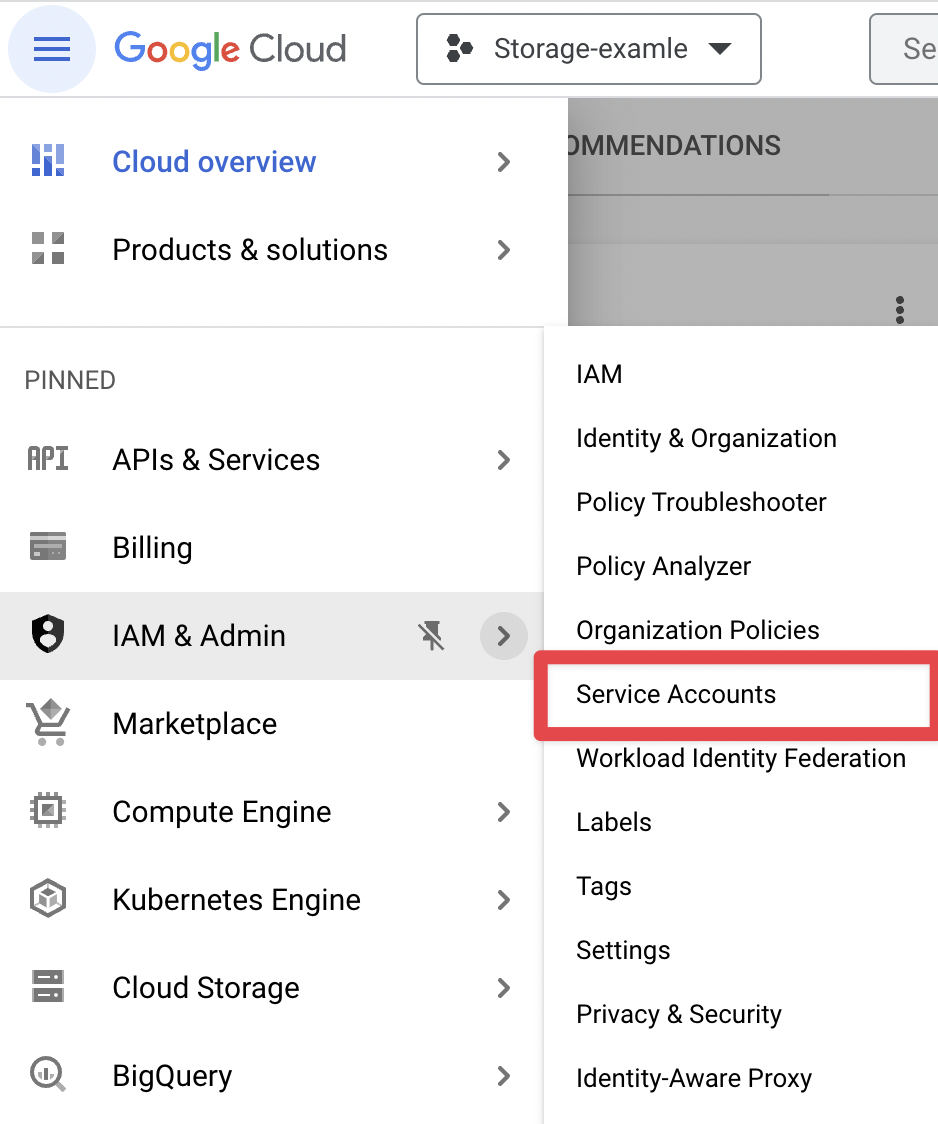 Google Cloud
Storage-examle
Se
OMMENDATIONS
Cloud overview
Products & solutions
PINNED
API APIs & Services
Billing
IAM & Admin
Marketplace
Compute Engine
Kubernetes Engine
Cloud Storage
BigQuery
IAM
Identity & Organization
Policy Troubleshooter
Policy Analyzer
Organization Policies
Service Accounts
Workload Identity Federation
Labels
Tags
Settings
Privacy & Security
Identity-Aware Proxy